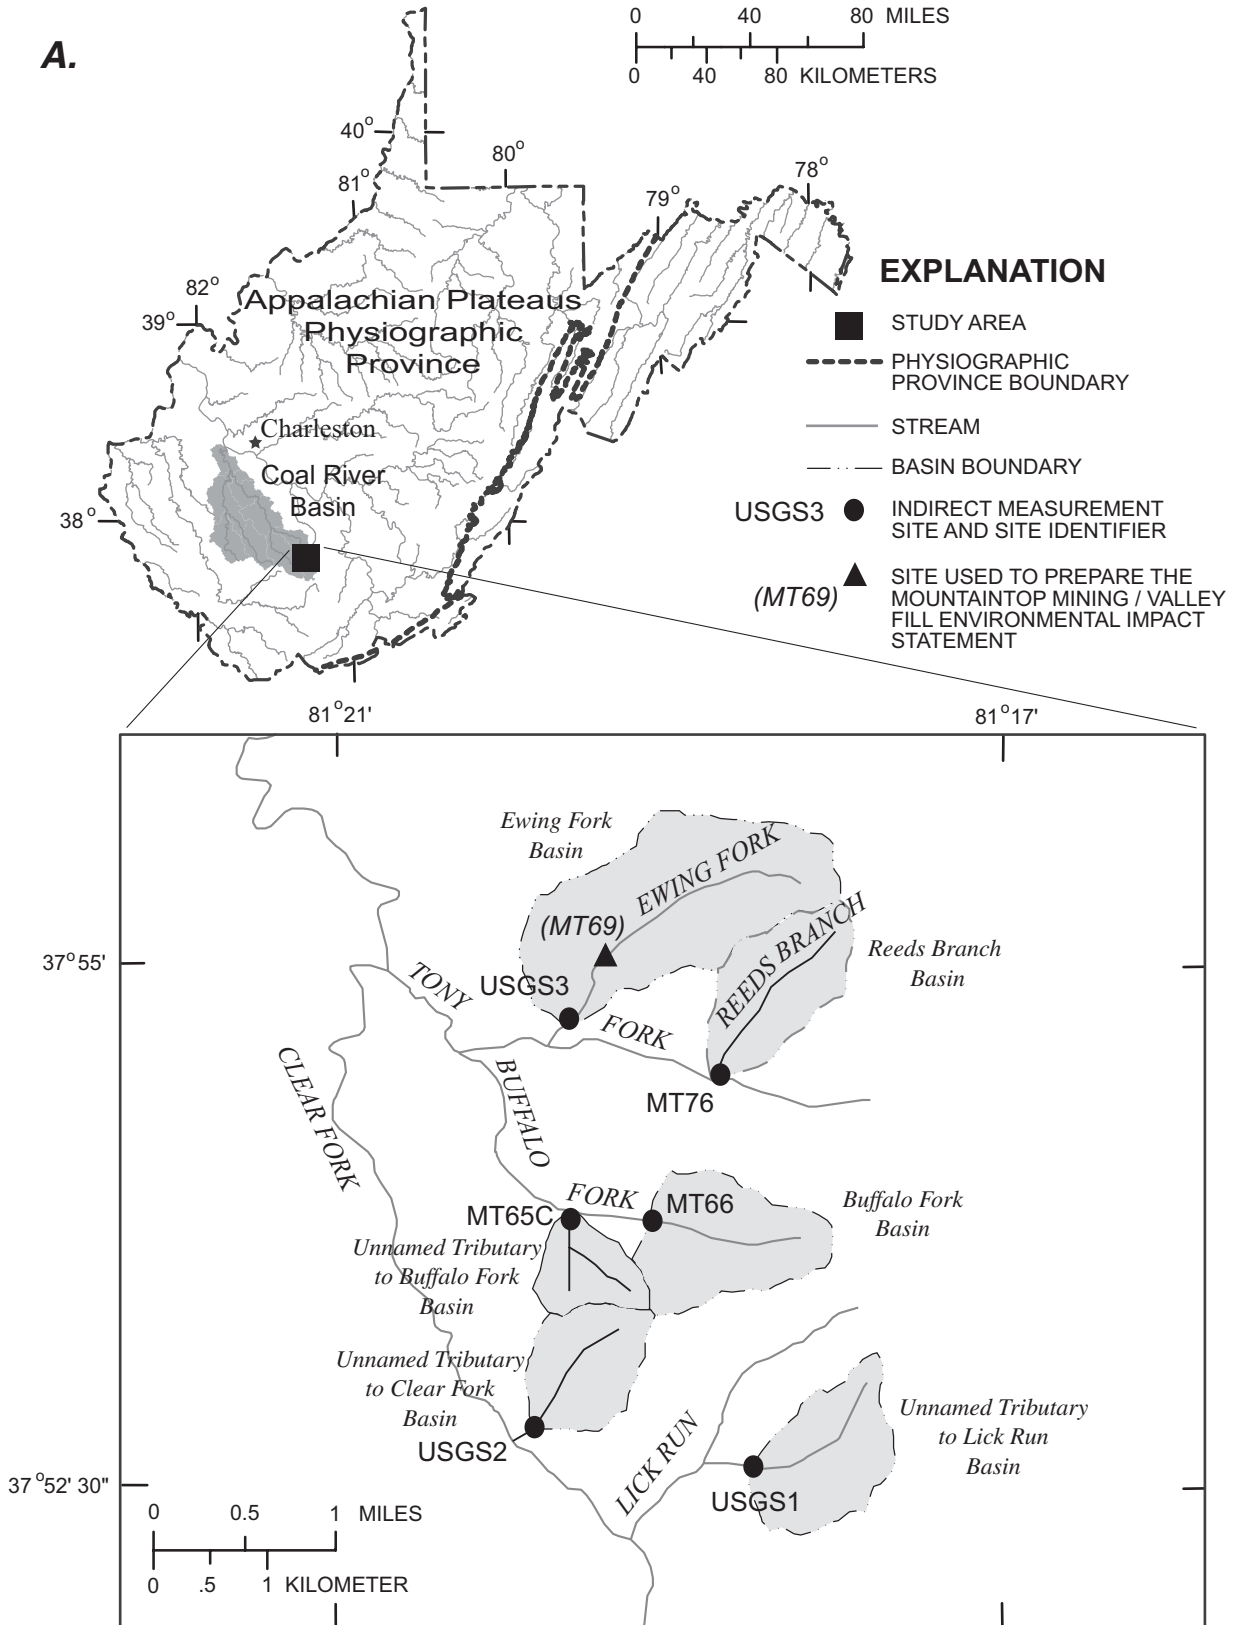 A.
0 40 80 MILES
0 40 80 KILOMETERS
40°
80°
81°
79°
78°
82°
39°
38°
Appalachian Plateaus
Physiographic
Province
Charleston
Coal River
Basin
EXPLANATION
STUDY AREA
PHYSIOGRAPHIC
PROVINCE BOUNDARY
STREAM
BASIN BOUNDARY
USGS3
INDIRECT MEASUREMENT
SITE AND SITE IDENTIFIER
(MT69)
SITE USED TO PREPARE THE
MOUNTAINTOP MINING / VALLEY
FILL ENVIRONMENTAL IMPACT
STATEMENT
81°21'
81°17'
37°55'
37°52'30"
Ewing Fork
Basin
EWING FORK
(MT69)
USGS3
REEDS BRANCH
Reeds Branch
Basin
TONY
FORK
MT76
CLEAR FORK
BUFFALO
FORK
MT65C
MT66
Buffalo Fork
Basin
Unnamed Tributary
to Buffalo Fork
Basin
Unnamed Tributary
to Clear Fork
Basin
USGS2
LICK RUN
USGS1
Unnamed Tributary
to Lick Run
Basin
0 0.5 1 MILES
0 .5 1 KILOMETER